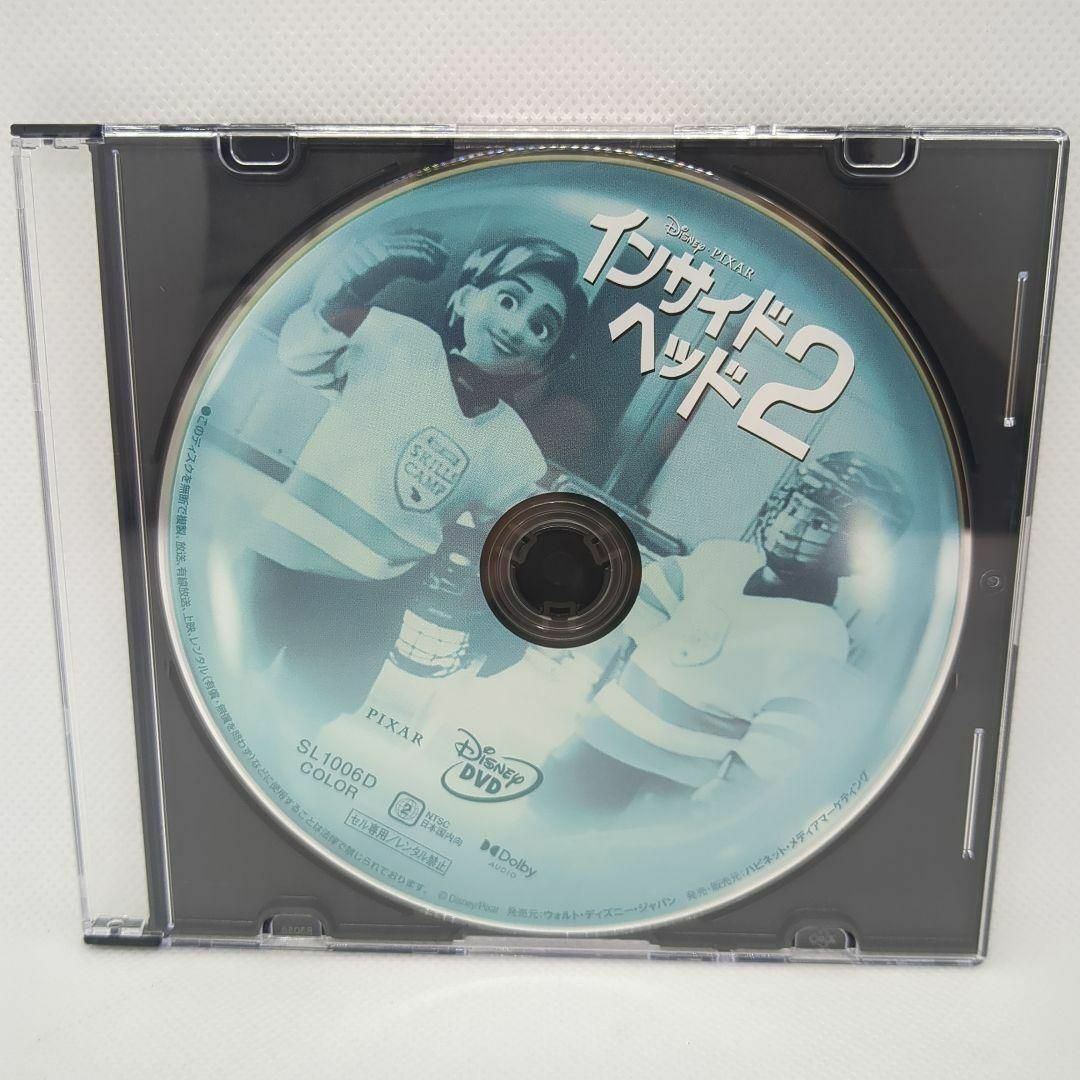 Disney・PIXAR
インサイド
ヘッド2
SKILLS
CAMP
PIXAR
Disney
DVD
SL1006D
COLOR
2
NTSC
日本国内向
セル専用/レンタル禁止
Dolby
AUDIO
●このディスクを無断で複製、放送、有線放送、上映、レンタル(有償・無償を問わず)などに使用することは法律で禁じられております。
© Disney/Pixar 発売元:ウォルト・ディズニー・ジャパン 発売・販売元:ハピネット・メディアマーケティング